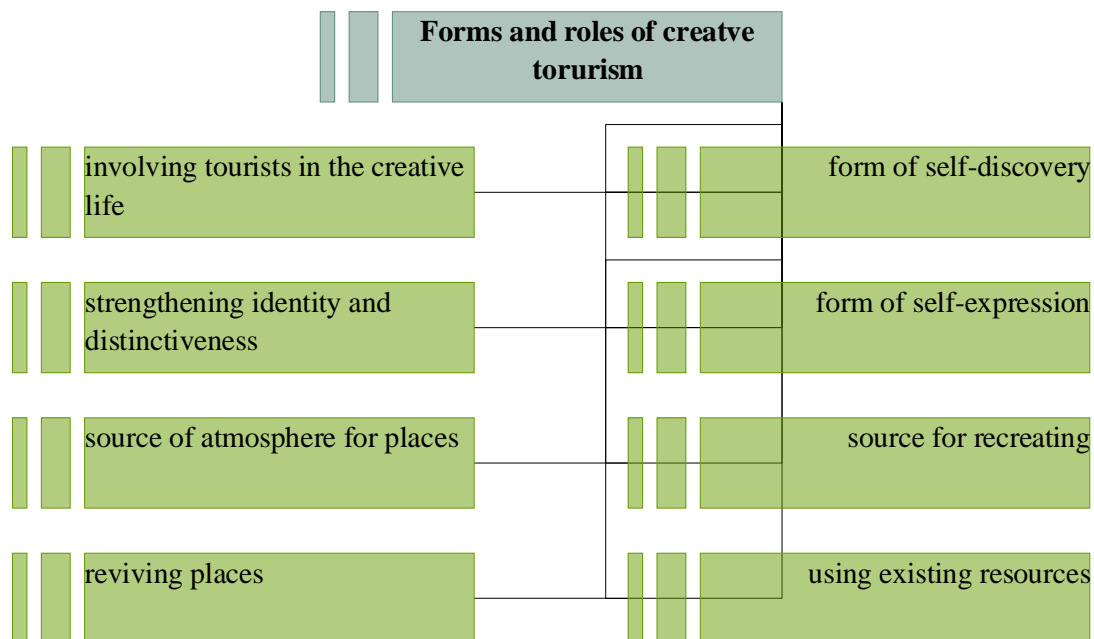 Forms and roles of creatve
torurism
involving tourists in the creative
life
form of self-discovery
strengthening identity and
distinctiveness
form of self-expression
source of atmosphere for places
source for recreating
reviving places
using existing resources